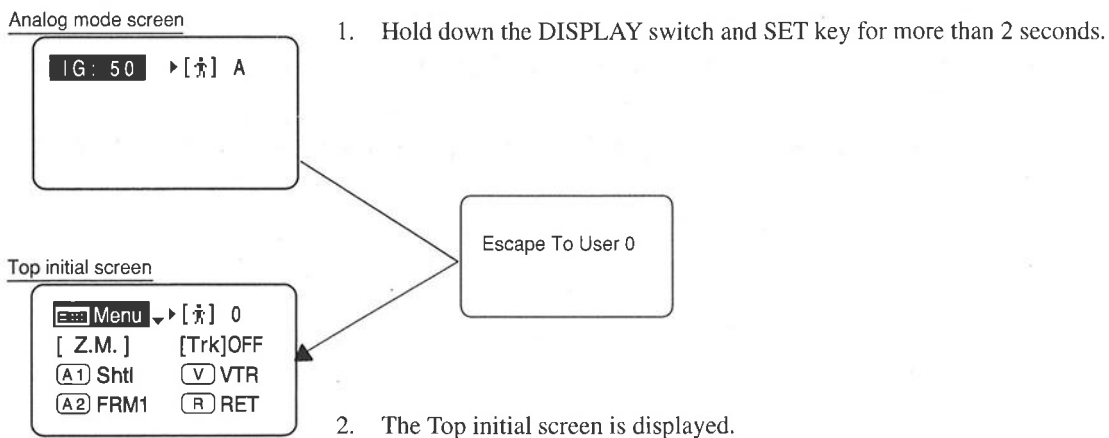 Analog mode screen
1. Hold down the DISPLAY switch and SET key for more than 2 seconds.
IG: 50 ▸[🚶] A
Escape To User 0
Top initial screen
Menu ▾▸[🚶] 0
[ Z.M. ] [Trk]OFF
A1 Shtl V VTR
A2 FRM1 R RET
2. The Top initial screen is displayed.